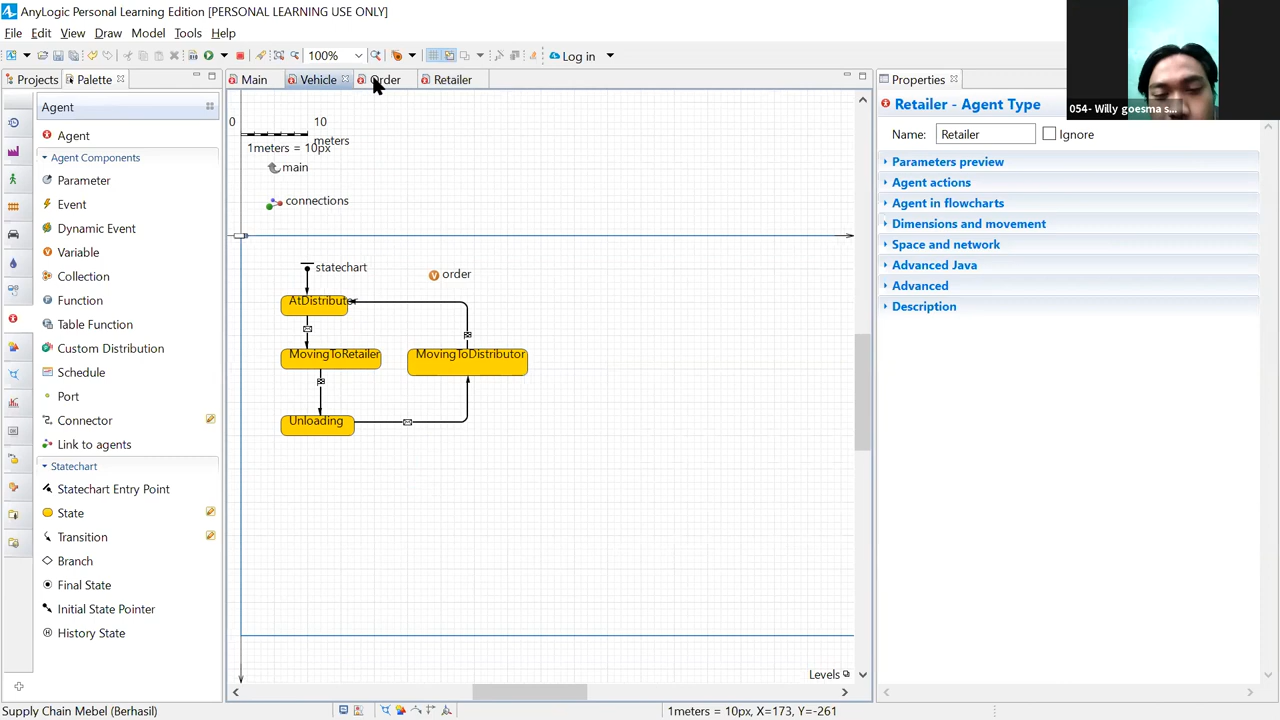 AnyLogic Personal Learning Edition [PERSONAL LEARNING USE ONLY]
File Edit View Draw Model Tools Help
100% Log in
Projects Palette
Main Vehicle Order Retailer
Properties
Agent
Agent
Agent Components
Parameter
Event
Dynamic Event
Variable
Collection
Function
Table Function
Custom Distribution
Schedule
Port
Connector
Link to agents
Statechart
Statechart Entry Point
State
Transition
Branch
Final State
Initial State Pointer
History State
0 10
meters
1meters = 10px
main
connections
statechart
order
AtDistributor
MovingToRetailer
MovingToDistributor
Unloading
Levels
Retailer - Agent Type
Name: Retailer Ignore
Parameters preview
Agent actions
Agent in flowcharts
Dimensions and movement
Space and network
Advanced Java
Advanced
Description
054- Willy goesma s...
Supply Chain Mebel (Berhasil)
1meters = 10px, X=173, Y=-261